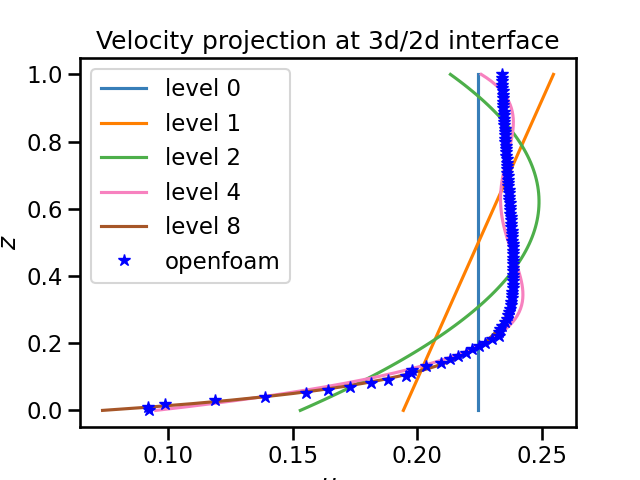 Velocity projection at 3d/2d interface
1.0
0.8
0.6
0.4
0.2
0.0
z
level 0
level 1
level 2
level 4
level 8
openfoam
0.10 0.15 0.20 0.25